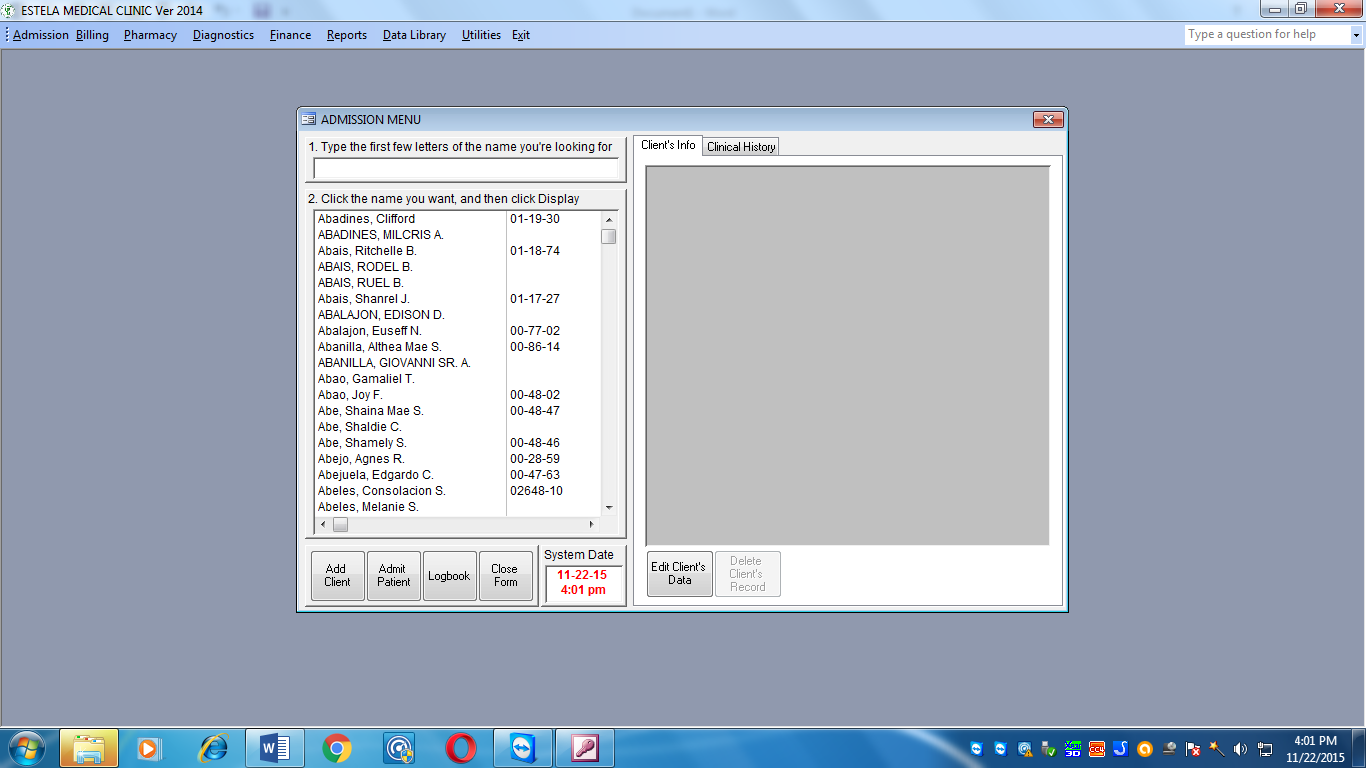 ESTELA MEDICAL CLINIC Ver 2014
Admission Billing Pharmacy Diagnostics Finance Reports Data Library Utilities Exit
Type a question for help
ADMISSION MENU
1. Type the first few letters of the name you're looking for
2. Click the name you want, and then click Display
Abadines, Clifford 01-19-30
ABADINES, MILCRIS A.
Abais, Ritchelle B. 01-18-74
ABAIS, RODEL B.
ABAIS, RUEL B.
Abais, Shanrel J. 01-17-27
ABALAJON, EDISON D.
Abalajon, Euseff N. 00-77-02
Abanilla, Althea Mae S. 00-86-14
ABANILLA, GIOVANNI SR. A.
Abao, Gamaliel T.
Abao, Joy F. 00-48-02
Abe, Shaina Mae S. 00-48-47
Abe, Shaldie C.
Abe, Shamely S. 00-48-46
Abejo, Agnes R. 00-28-59
Abejuela, Edgardo C. 00-47-63
Abeles, Consolacion S. 02648-10
Abeles, Melanie S.
Add
Client
Admit
Patient
Logbook
Close
Form
System Date
11-22-15
4:01 pm
Client's Info
Clinical History
Edit Client's
Data
Delete
Client's
Record
4:01 PM
11/22/2015